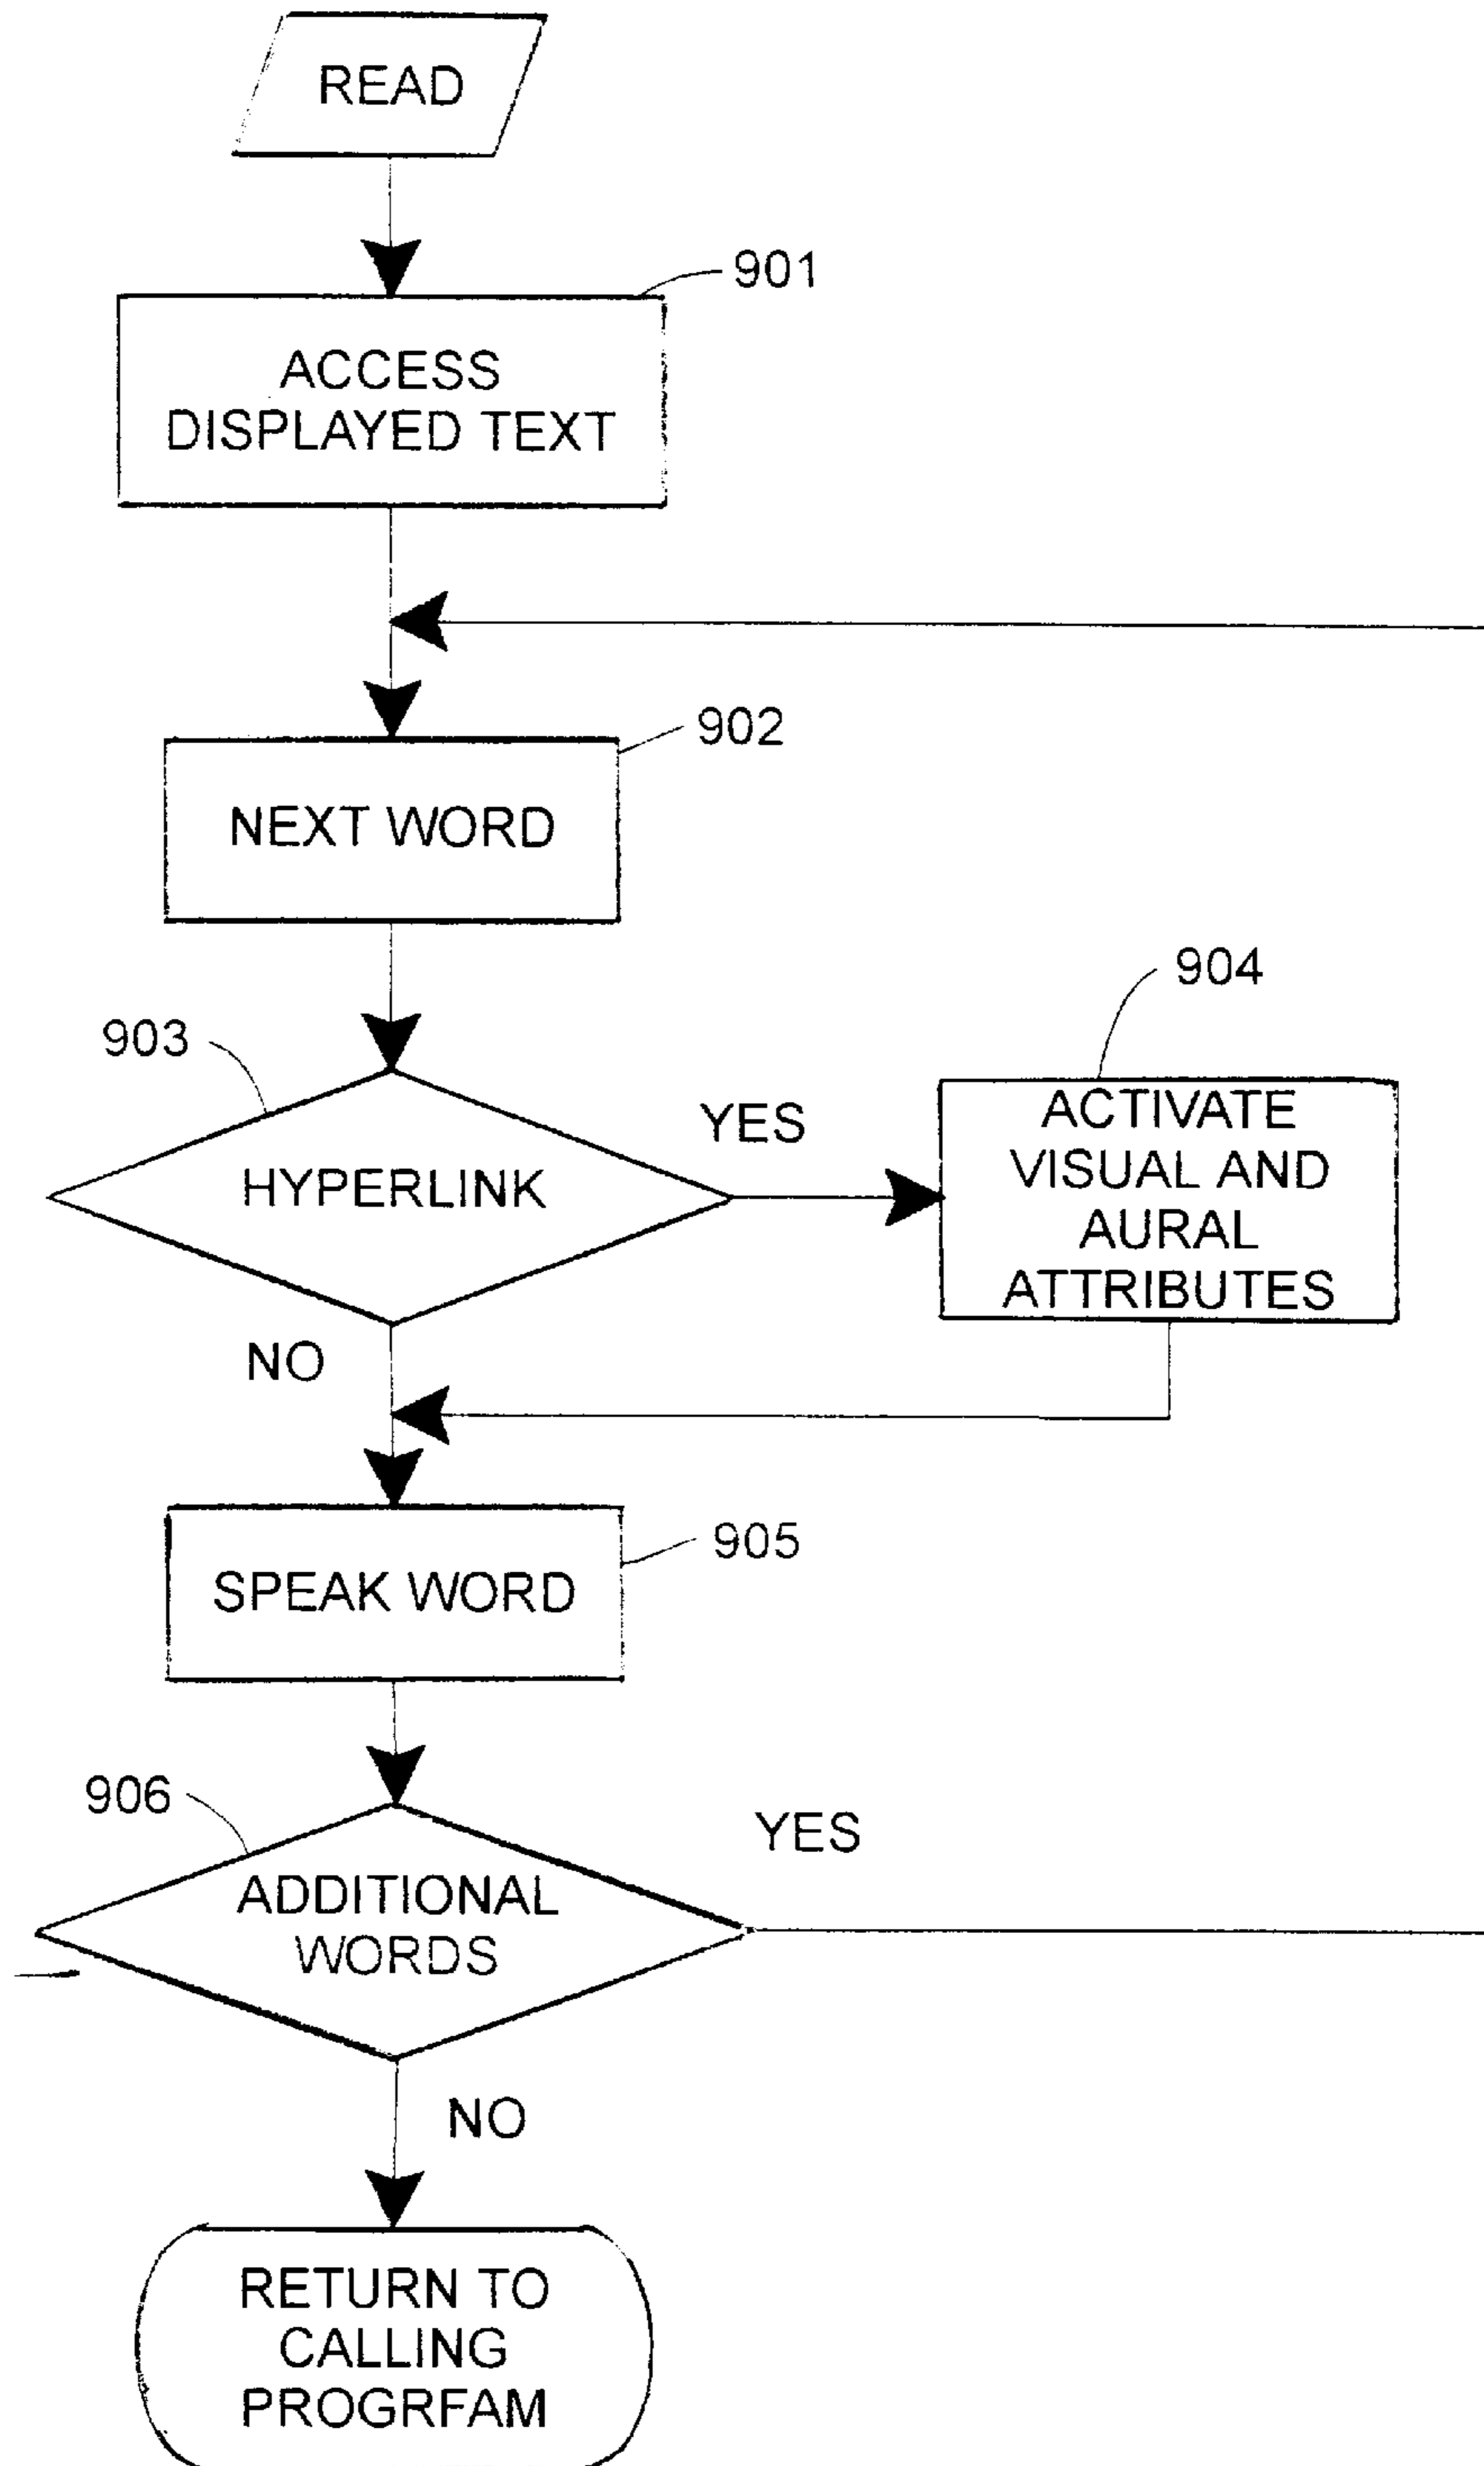 READ
901
ACCESS
DISPLAYED TEXT
902
NEXT WORD
903
HYPERLINK
YES
904
ACTIVATE
VISUAL AND
AURAL
ATTRIBUTES
NO
905
SPEAK WORD
906
ADDITIONAL
WORDS
YES
NO
RETURN TO
CALLING
PROGRFAM